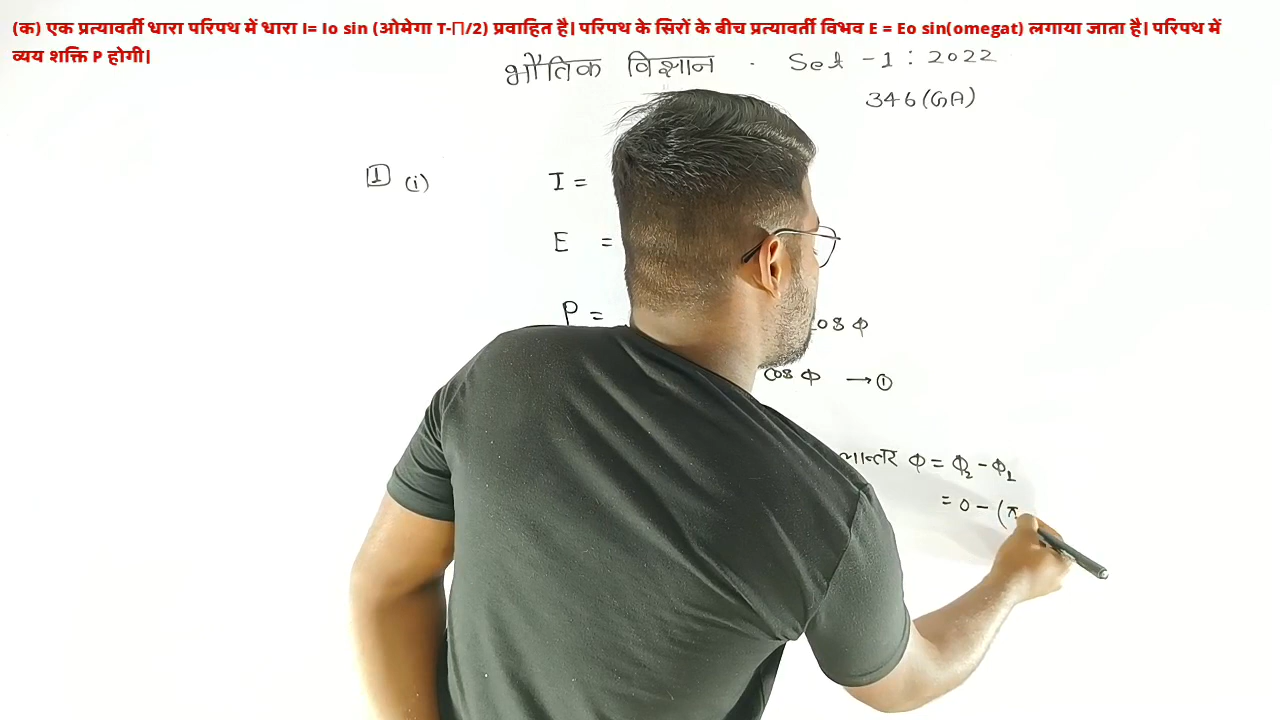 (क) एक प्रत्यावर्ती धारा परिपथ में धारा I= Io sin (ओमेगा T-∏/2) प्रवाहित है। परिपथ के सिरों के बीच प्रत्यावर्ती विभव E = Eo sin(omegat) लगाया जाता है। परिपथ में
व्यय शक्ति P होगी।
भौतिक विज्ञान - Set -1 : 2022
346(GA)
1 (i) I =
E =
P = cos Φ
cos Φ → ①
Φ = Φ₂ - Φ₁
= 0 - (π